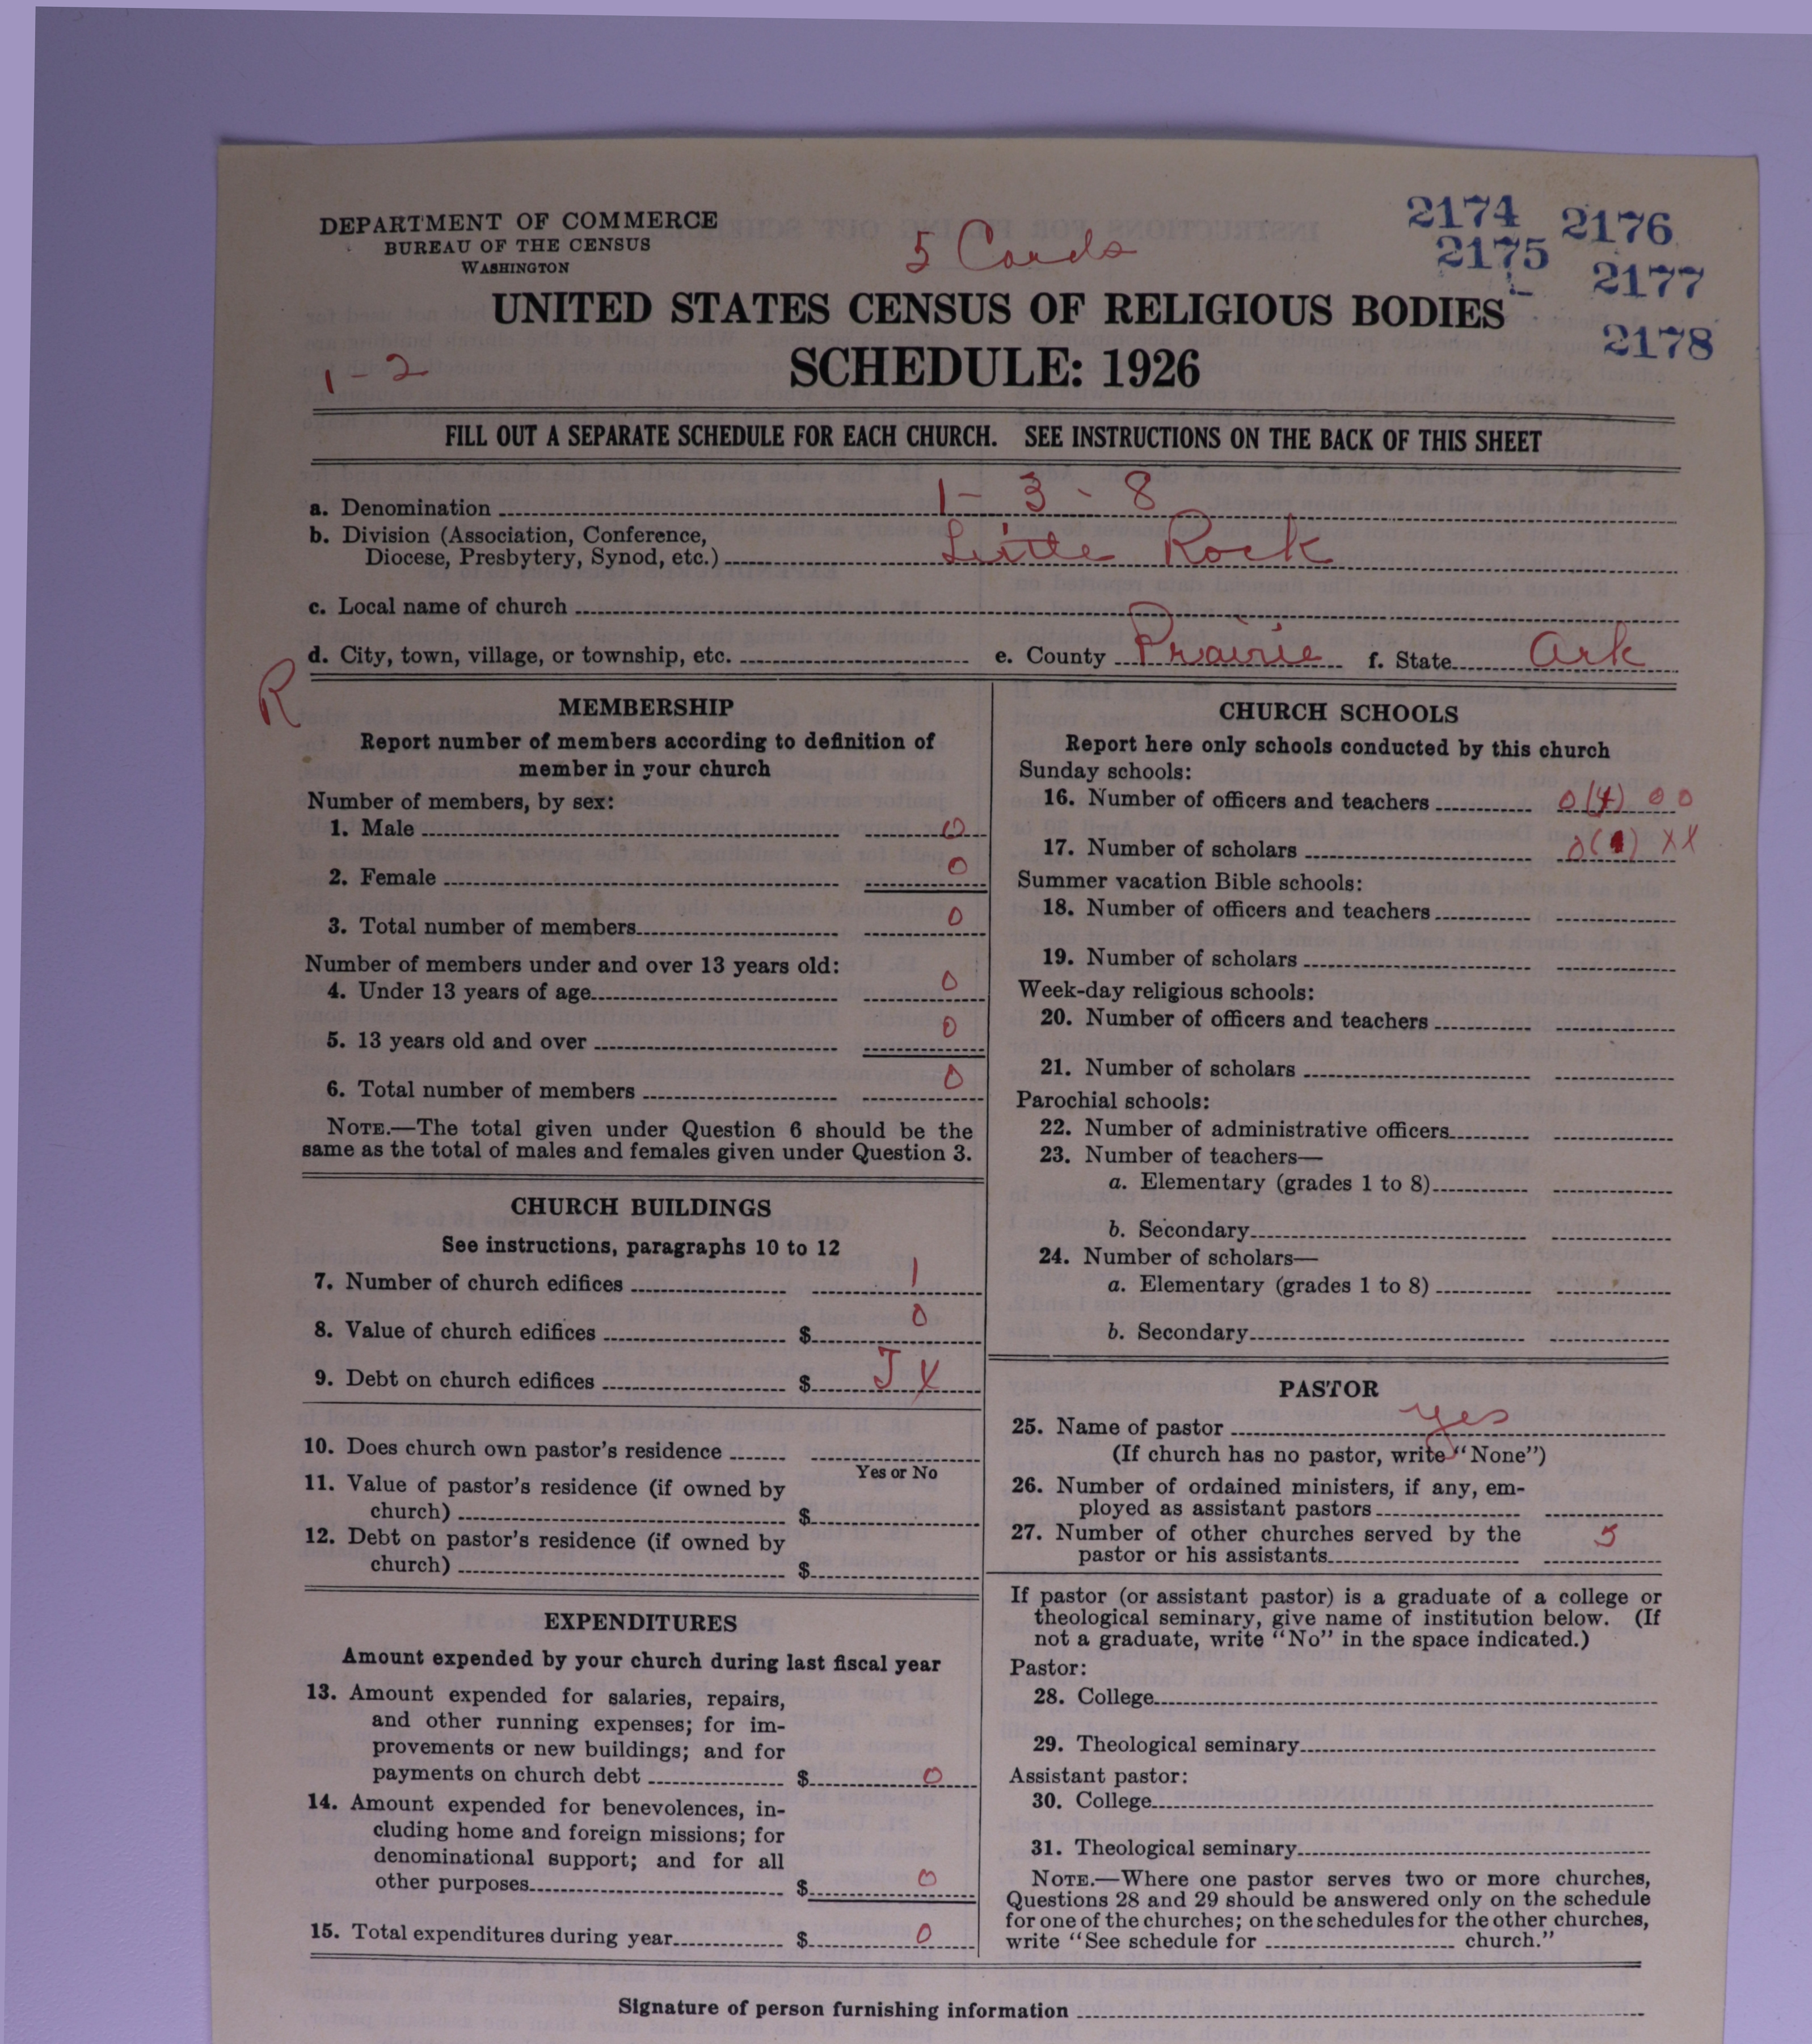 DEPARTMENT OF COMMERCE
BUREAU OF THE CENSUS
WASHINGTON
5 Cards
2174
2176
2175
2177
2178
UNITED STATES CENSUS OF RELIGIOUS BODIES
SCHEDULE: 1926
1-2
FILL OUT A SEPARATE SCHEDULE FOR EACH CHURCH. SEE INSTRUCTIONS ON THE BACK OF THIS SHEET
a. Denomination 1-3-8
b. Division (Association, Conference,
Diocese, Presbytery, Synod, etc.) Little Rock
c. Local name of church
d. City, town, village, or township, etc. e. County Prairie f. State Ark
R
MEMBERSHIP
Report number of members according to definition of
member in your church
Number of members, by sex:
1. Male 0
2. Female 0
3. Total number of members 0
Number of members under and over 13 years old:
4. Under 13 years of age 0
5. 13 years old and over 0
6. Total number of members 0
NOTE.—The total given under Question 6 should be the
same as the total of males and females given under Question 3.
CHURCH BUILDINGS
See instructions, paragraphs 10 to 12
7. Number of church edifices 1
8. Value of church edifices $ 0
9. Debt on church edifices $ J X
10. Does church own pastor's residence
Yes or No
11. Value of pastor's residence (if owned by
church) $
12. Debt on pastor's residence (if owned by
church) $
EXPENDITURES
Amount expended by your church during last fiscal year
13. Amount expended for salaries, repairs,
and other running expenses; for im-
provements or new buildings; and for
payments on church debt $ 0
14. Amount expended for benevolences, in-
cluding home and foreign missions; for
denominational support; and for all
other purposes $ 0
15. Total expenditures during year $ 0
CHURCH SCHOOLS
Report here only schools conducted by this church
Sunday schools:
16. Number of officers and teachers 0 (4) 00
17. Number of scholars 0 XX
Summer vacation Bible schools:
18. Number of officers and teachers
19. Number of scholars
Week-day religious schools:
20. Number of officers and teachers
21. Number of scholars
Parochial schools:
22. Number of administrative officers
23. Number of teachers—
a. Elementary (grades 1 to 8)
b. Secondary
24. Number of scholars—
a. Elementary (grades 1 to 8)
b. Secondary
PASTOR
25. Name of pastor yes
(If church has no pastor, write "None")
26. Number of ordained ministers, if any, em-
ployed as assistant pastors
27. Number of other churches served by the
pastor or his assistants 5
If pastor (or assistant pastor) is a graduate of a college or
theological seminary, give name of institution below. (If
not a graduate, write "No" in the space indicated.)
Pastor:
28. College
29. Theological seminary
Assistant pastor:
30. College
31. Theological seminary
NOTE.—Where one pastor serves two or more churches,
Questions 28 and 29 should be answered only on the schedule
for one of the churches; on the schedules for the other churches,
write "See schedule for church."
Signature of person furnishing information